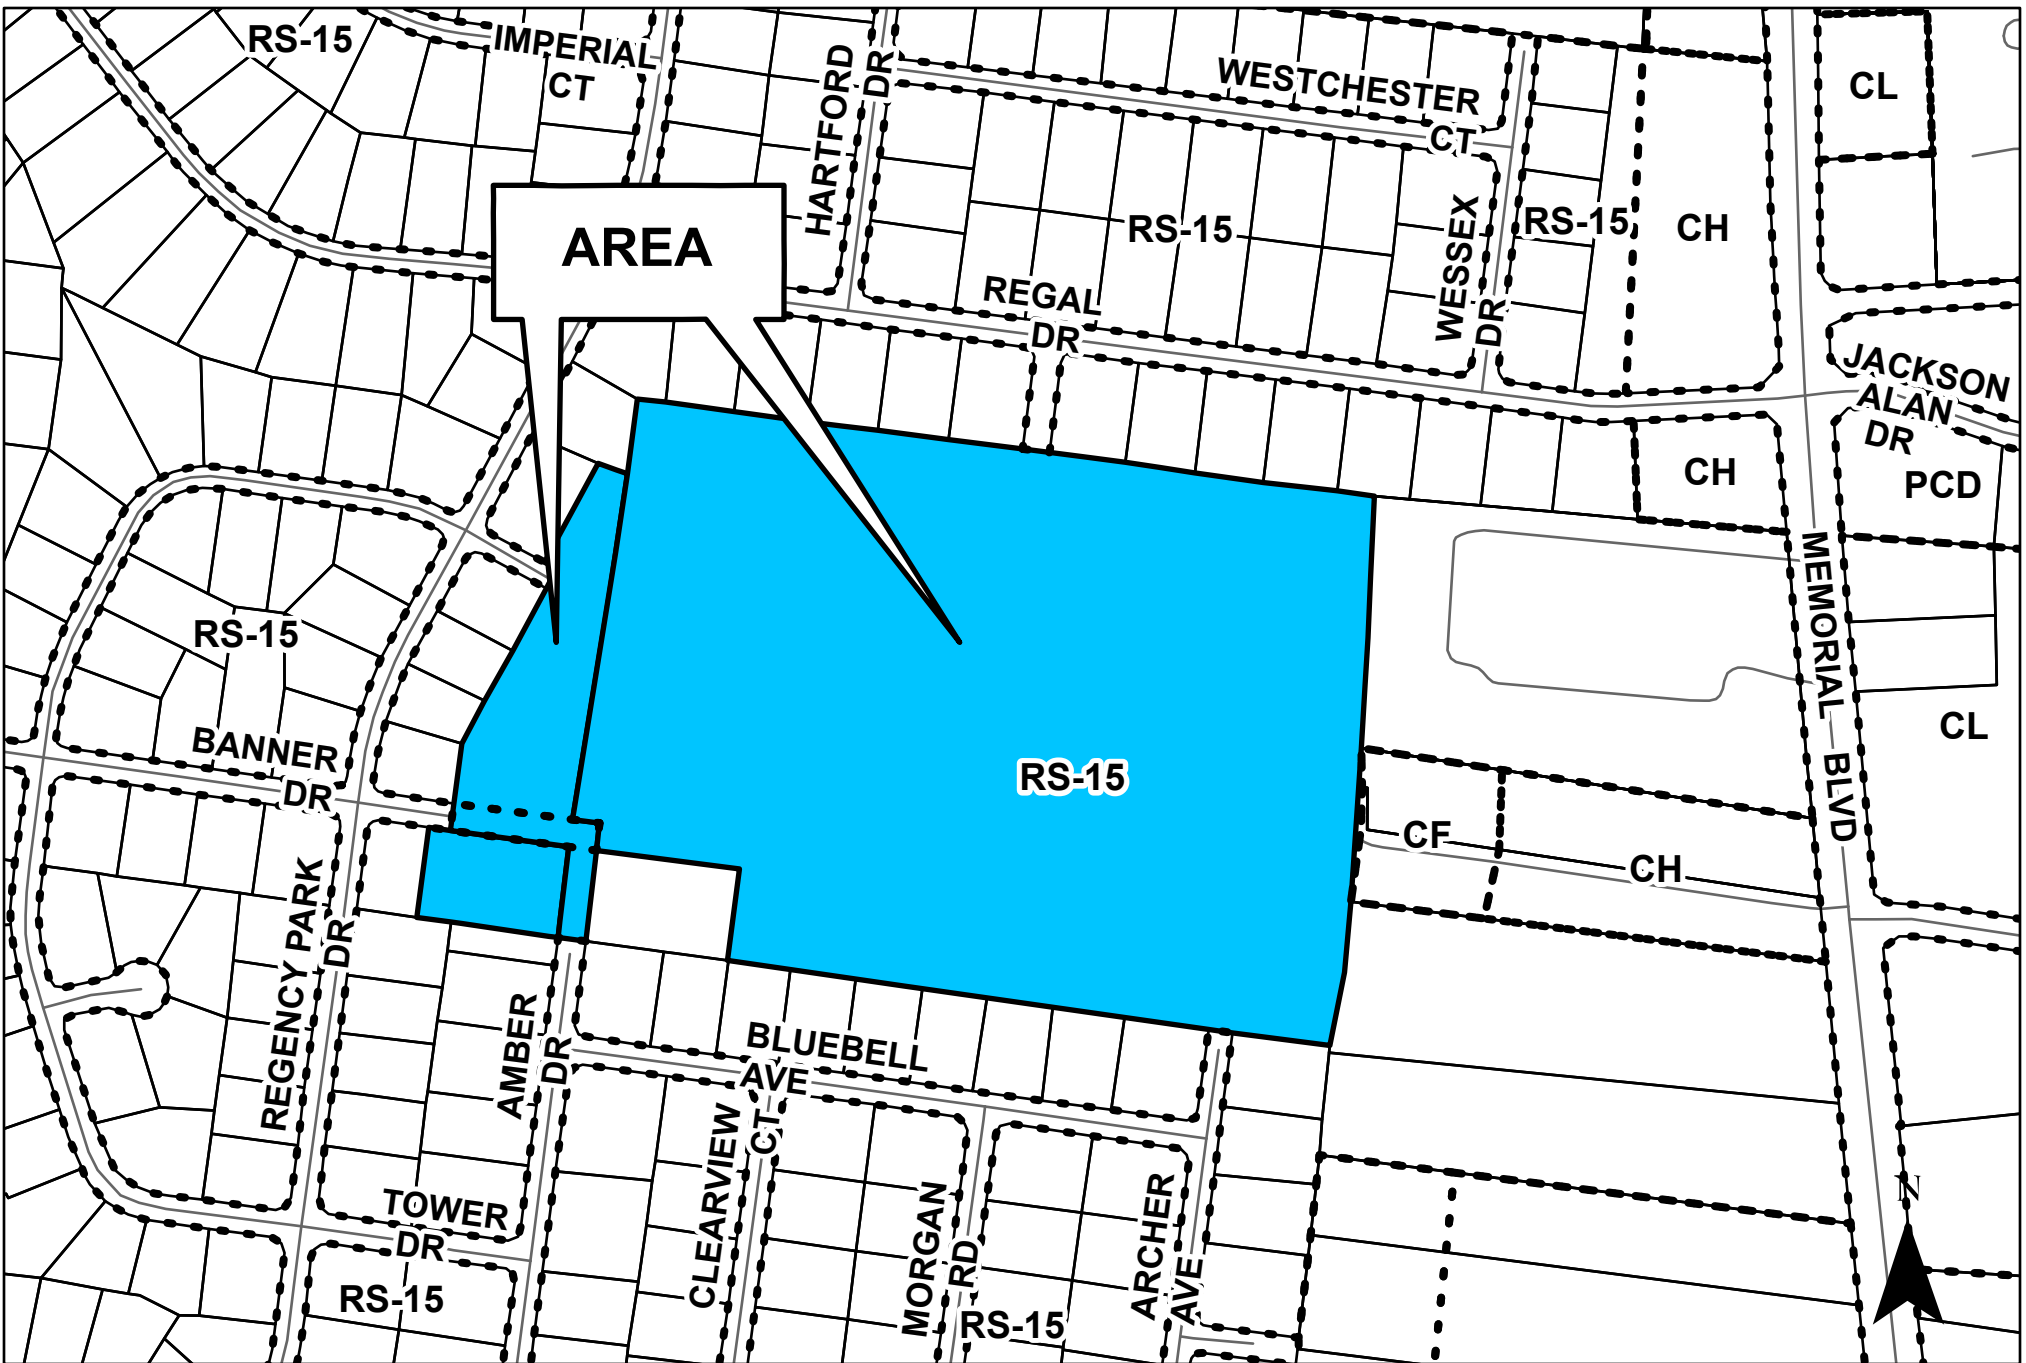 RS-15
IMPERIAL
CT
HARTFORD
DR
WESTCHESTER
CT
CL
AREA
RS-15
WESSEX
DR
RS-15
CH
REGAL
DR
JACKSON
ALAN
DR
CH
PCD
RS-15
MEMORIAL BLVD
BANNER
DR
RS-15
CL
CF
CH
REGENCY PARK
DR
AMBER
DR
BLUEBELL
AVE
CLEARVIEW
CT
MORGAN
RD
ARCHER
AVE
TOWER
DR
RS-15
RS-15
N